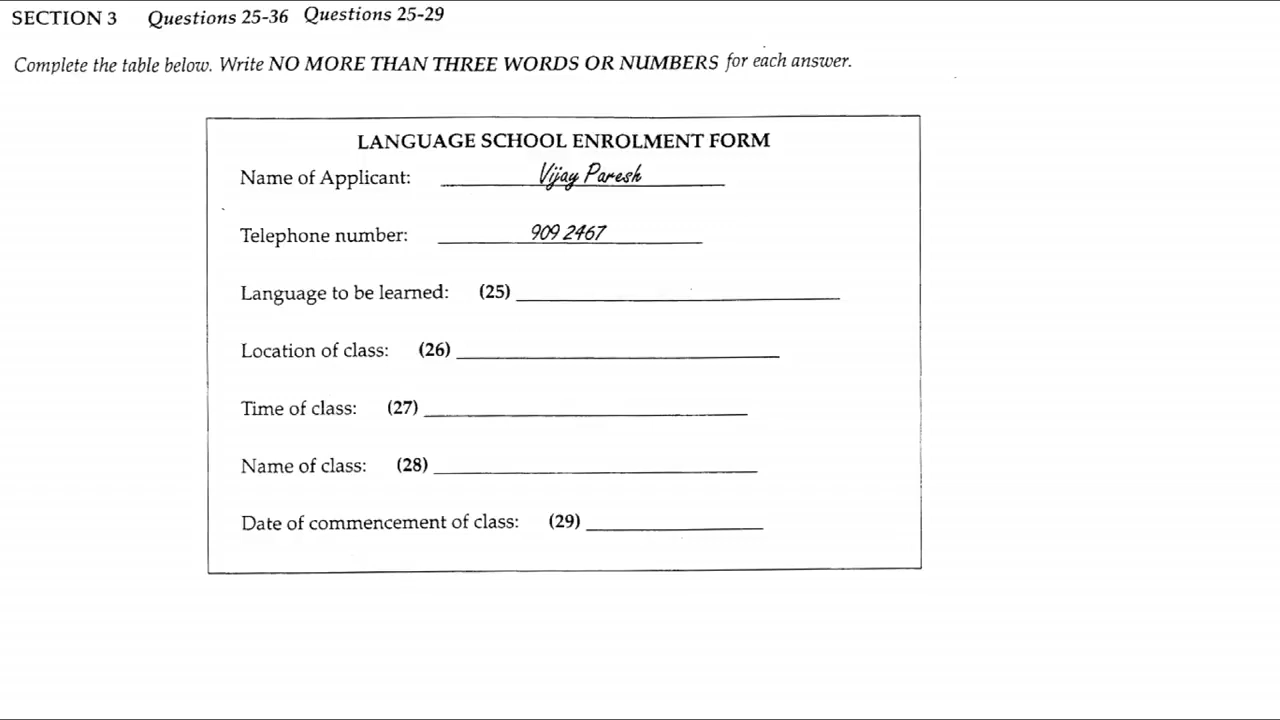 SECTION 3 Questions 25-36 Questions 25-29
Complete the table below. Write NO MORE THAN THREE WORDS OR NUMBERS for each answer.
LANGUAGE SCHOOL ENROLMENT FORM
Name of Applicant: Vijay Paresh
Telephone number: 909 2467
Language to be learned: (25)
Location of class: (26)
Time of class: (27)
Name of class: (28)
Date of commencement of class: (29)